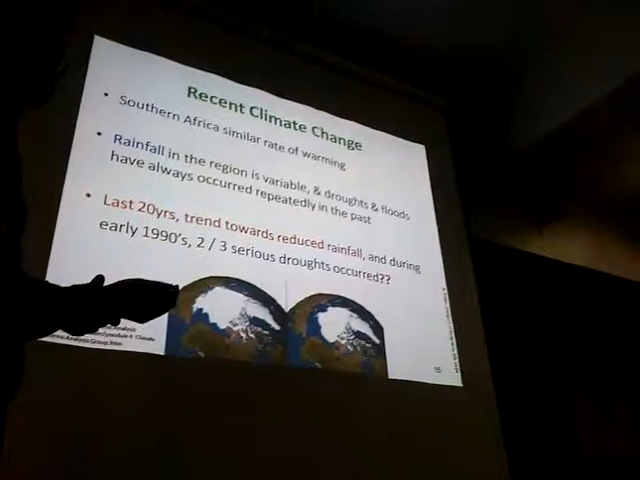 Recent Climate Change
• Southern Africa similar rate of warming
• Rainfall in the region is variable, & droughts & floods
have always occurred repeatedly in the past
• Last 20yrs, trend towards reduced rainfall, and during
early 1990's, 2 / 3 serious droughts occurred??
15